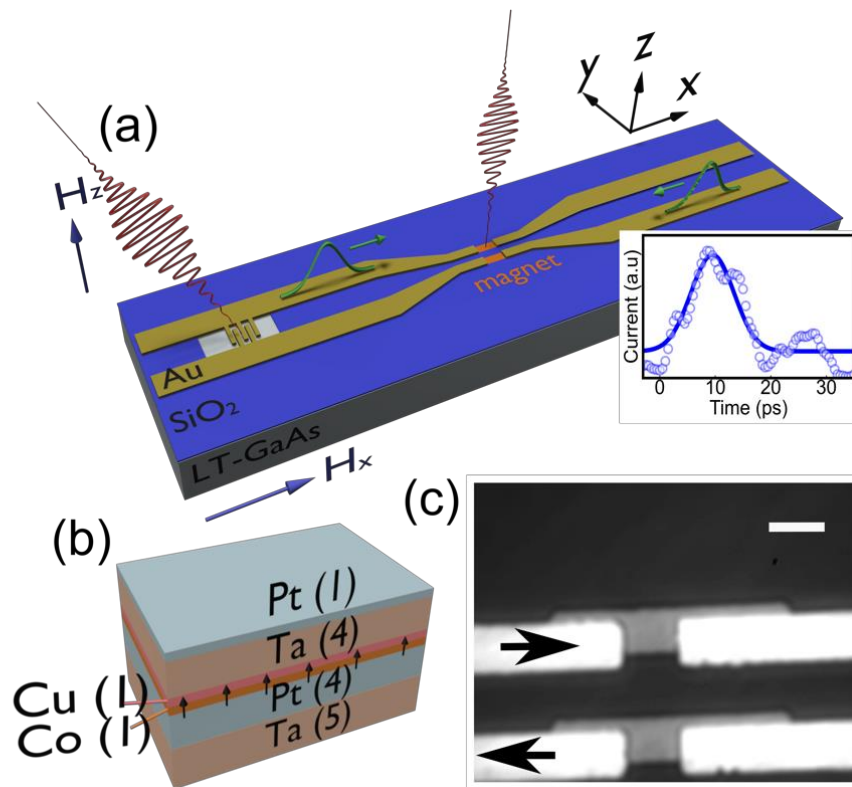 (a)
y
z
x
Hz
magnet
Au
SiO2
LT-GaAs
Hx
Current (a.u)
0
10
20
30
Time (ps)
(b)
Pt (1)
Ta (4)
Cu (1)
Pt (4)
Co (1)
Ta (5)
(c)